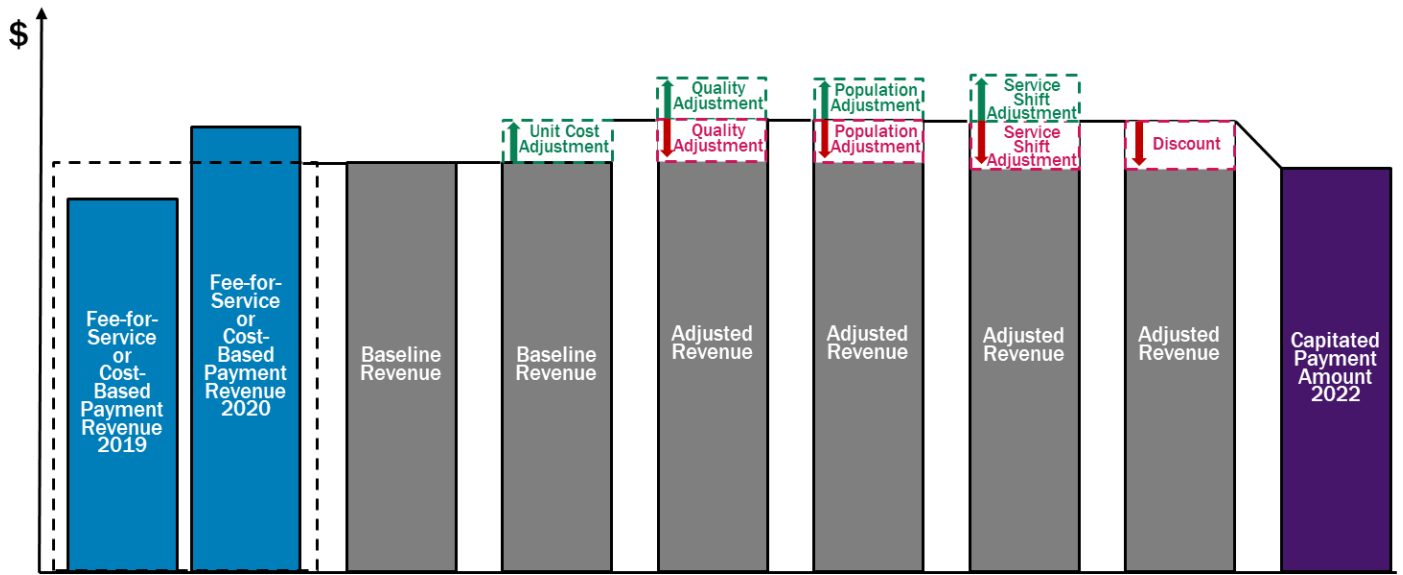 $
Fee-for-
Service
or
Cost-
Based
Payment
Revenue
2019
Fee-for-
Service
or
Cost-
Based
Payment
Revenue
2020
Baseline
Revenue
Unit Cost
Adjustment
Baseline
Revenue
Quality
Adjustment
Quality
Adjustment
Adjusted
Revenue
Population
Adjustment
Population
Adjustment
Adjusted
Revenue
Service
Shift
Adjustment
Service
Shift
Adjustment
Adjusted
Revenue
Discount
Adjusted
Revenue
Capitated
Payment
Amount
2022